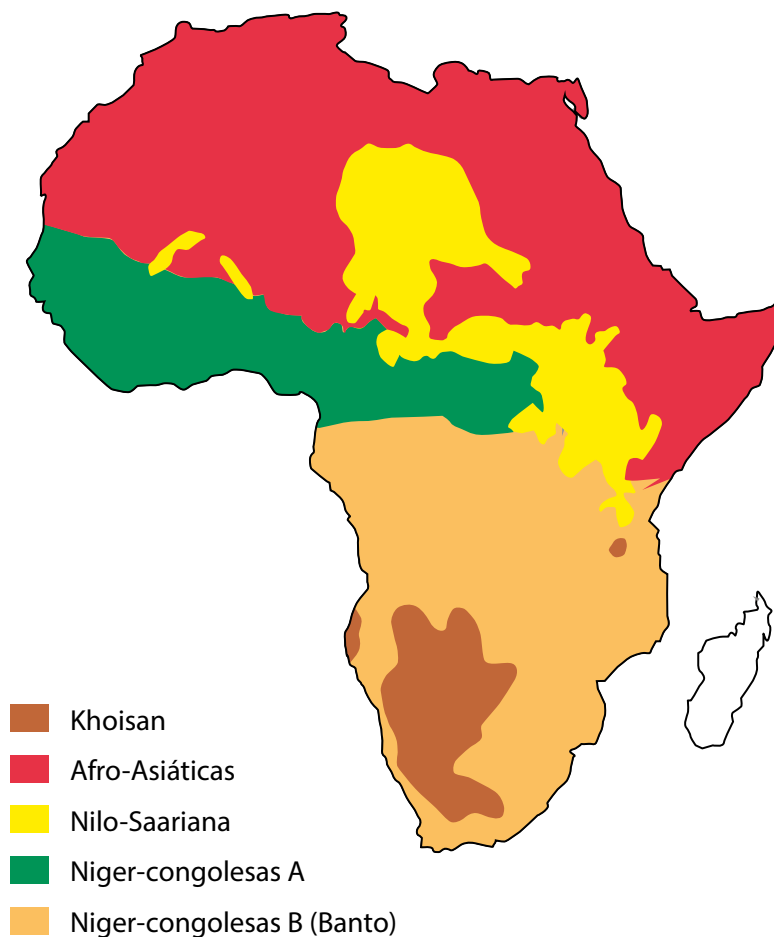 Khoisan
Afro-Asiáticas
Nilo-Saariana
Niger-congolesas A
Niger-congolesas B (Banto)